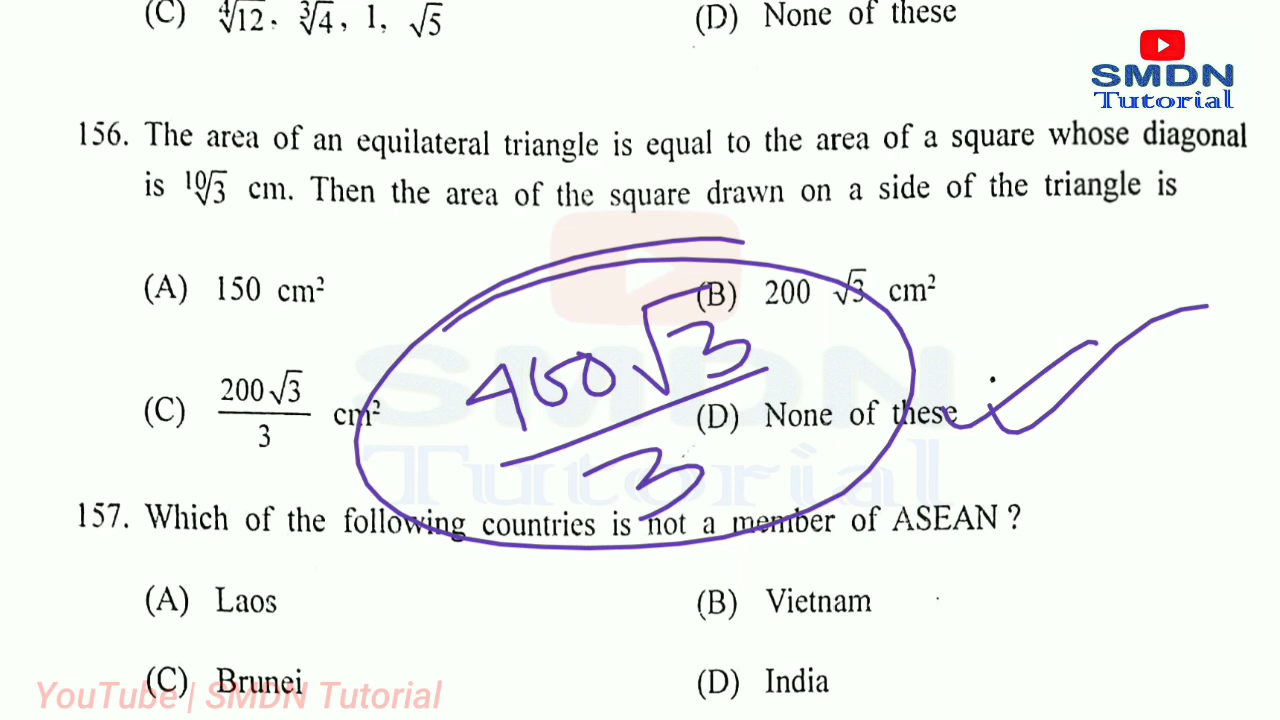 (C) ∜12, ∛4, 1, √5 (D) None of these
SMDN
Tutorial
156. The area of an equilateral triangle is equal to the area of a square whose diagonal
is ¹⁰√3 cm. Then the area of the square drawn on a side of the triangle is
(A) 150 cm² (B) 200 √3 cm²
(C) 200√3/3 cm² (D) None of these
SMDN
Tutorial
157. Which of the following countries is not a member of ASEAN ?
(A) Laos (B) Vietnam
(C) Brunei (D) India
YouTube | SMDN Tutorial